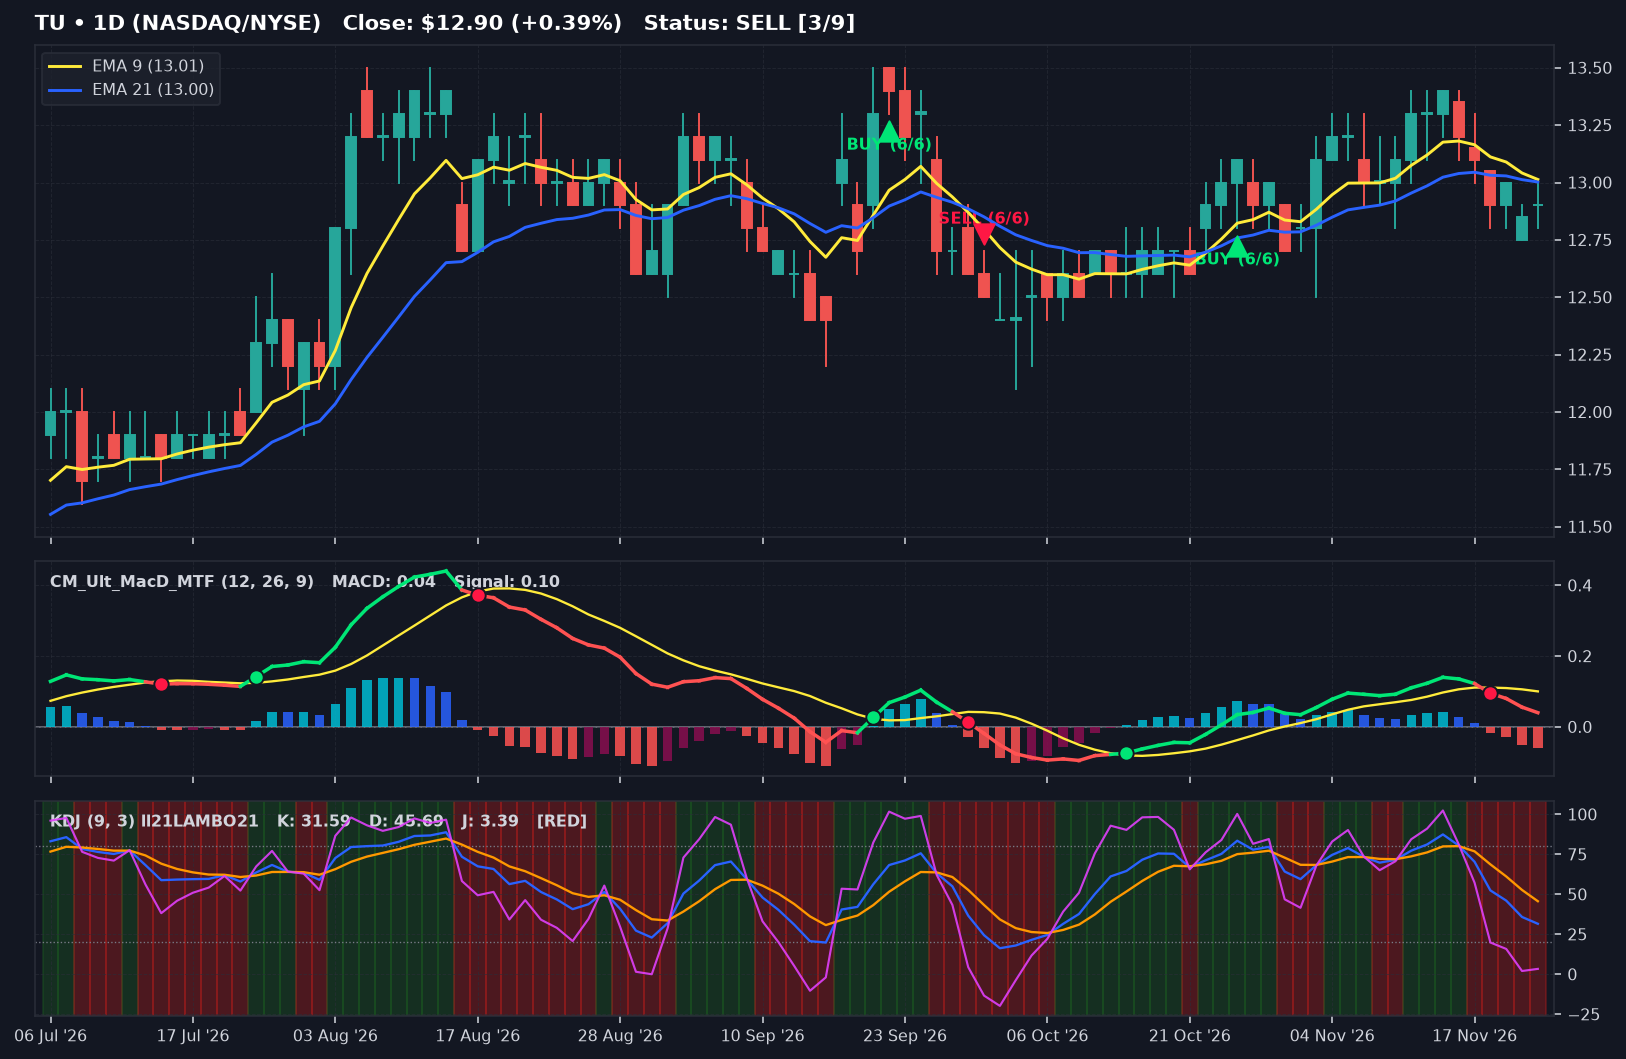 TU • 1D (NASDAQ/NYSE)   Close: $12.90 (+0.39%)   Status: SELL [3/9]
EMA 9 (13.01)
EMA 21 (13.00)
13.50
13.25
13.00
12.75
12.50
12.25
12.00
11.75
11.50
BUY (6/6)
SELL (6/6)
BUY (6/6)
CM_Ult_MacD_MTF (12, 26, 9)   MACD: 0.04   Signal: 0.10
0.4
0.2
0.0
KDJ (9, 3) II21LAMBO21   K: 31.59   D: 45.69   J: 3.39   [RED]
100
75
50
25
0
−25
06 Jul '26   17 Jul '26   03 Aug '26   17 Aug '26   28 Aug '26   10 Sep '26   23 Sep '26   06 Oct '26   21 Oct '26   04 Nov '26   17 Nov '26